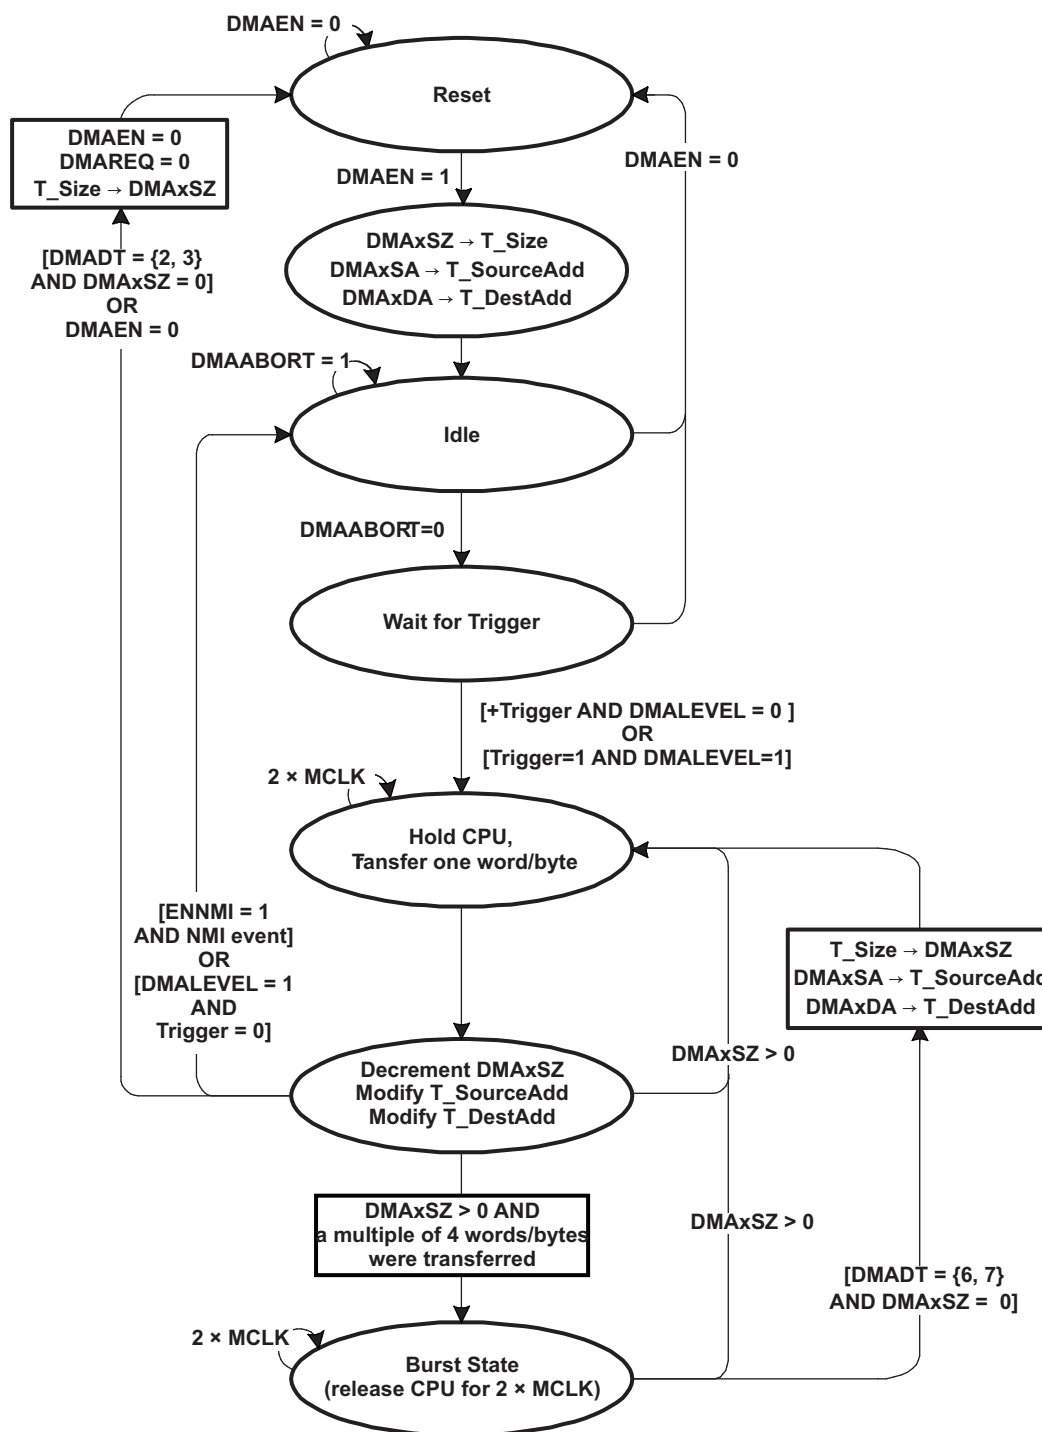 DMAEN = 0
Reset
DMAEN = 0
DMAREQ = 0
T_Size → DMAxSZ
DMAEN = 0
DMAEN = 1
DMAxSZ → T_Size
DMAxSA → T_SourceAdd
DMAxDA → T_DestAdd
[DMADT = {2, 3}
AND DMAxSZ = 0]
OR
DMAEN = 0
DMAABORT = 1
Idle
DMAABORT=0
Wait for Trigger
[+Trigger AND DMALEVEL = 0 ]
OR
[Trigger=1 AND DMALEVEL=1]
2 × MCLK
Hold CPU,
Tansfer one word/byte
[ENNMI = 1
AND NMI event]
OR
[DMALEVEL = 1
AND
Trigger = 0]
T_Size → DMAxSZ
DMAxSA → T_SourceAdd
DMAxDA → T_DestAdd
DMAxSZ > 0
Decrement DMAxSZ
Modify T_SourceAdd
Modify T_DestAdd
DMAxSZ > 0 AND
a multiple of 4 words/bytes
were transferred
DMAxSZ > 0
[DMADT = {6, 7}
AND DMAxSZ = 0]
2 × MCLK
Burst State
(release CPU for 2 × MCLK)